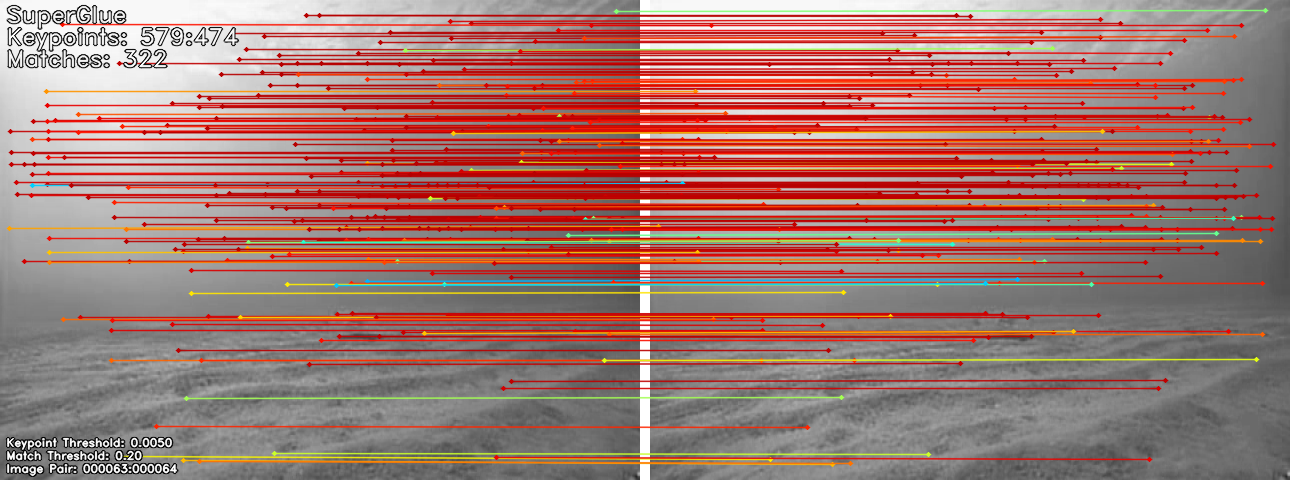 SuperGlue
Keypoints: 579:474
Matches: 322
Keypoint Threshold: 0.0050
Match Threshold: 0.20
Image Pair: 000063:000064